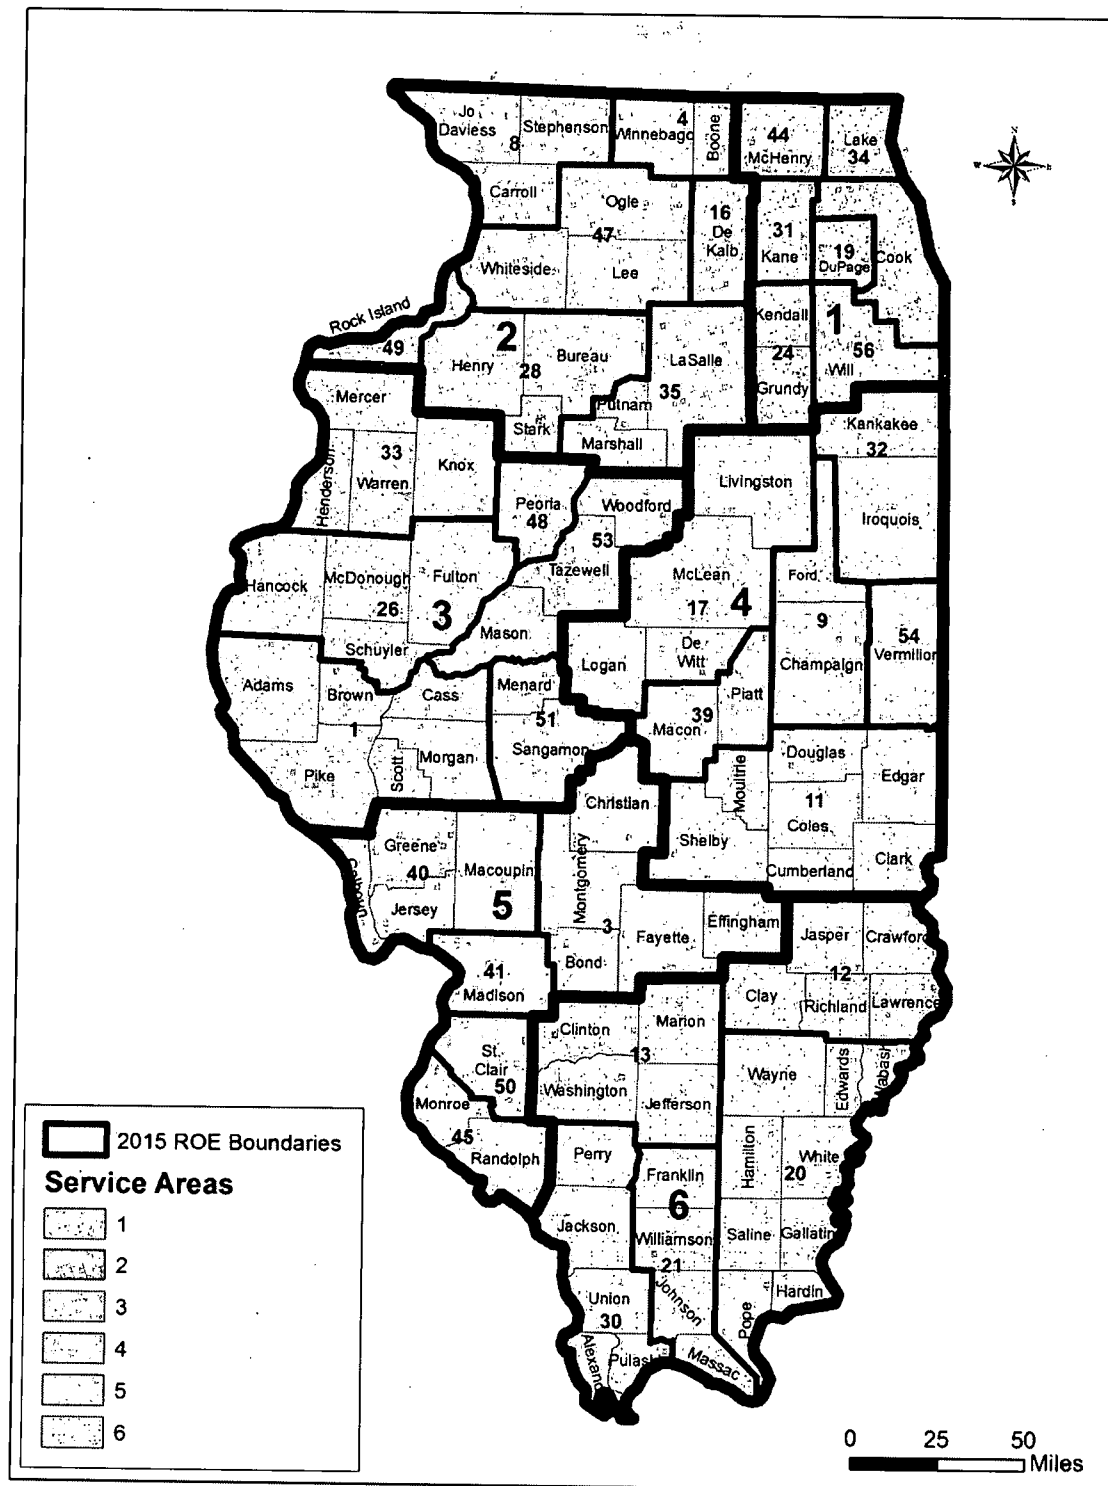 N
W
E
S
Jo
Daviess
8
Stephenson
4
Winnebago
Boone
44
McHenry
Lake
34
Carroll
Ogle
47
16
De
Kalb
31
Kane
19
DuPage
Cook
Whiteside
Lee
Kendall
1
56
Will
24
Grundy
Rock Island
49
2
Henry
28
Bureau
LaSalle
35
Putnam
Stark
Marshall
Mercer
33
Henderson
Warren
Knox
Kankakee
32
Iroquois
Livingston
Peoria
48
Woodford
53
Tazewell
McLean
17
4
Ford
9
Champaign
54
Vermilion
Hancock
McDonough
26
Fulton
3
Schuyler
Mason
Logan
De
Witt
Piatt
39
Macon
Adams
Brown
1
Cass
Menard
51
Sangamon
Pike
Scott
Morgan
Christian
Moultrie
Shelby
Douglas
11
Coles
Edgar
Cumberland
Clark
Calhoun
Greene
40
Jersey
Macoupin
5
Montgomery
3
Bond
Fayette
Effingham
Jasper
Crawford
12
Clay
Richland
Lawrence
41
Madison
Clinton
Marion
13
Washington
Jefferson
St.
Clair
50
Monroe
45
Randolph
Wayne
Edwards
Wabash
Perry
Franklin
6
Williamson
21
Johnson
Jackson
Hamilton
White
20
Saline
Gallatin
Hardin
Pope
Union
30
Alexand
Pulaski
Massac
2015 ROE Boundaries
Service Areas
1
2
3
4
5
6
0 25 50
Miles